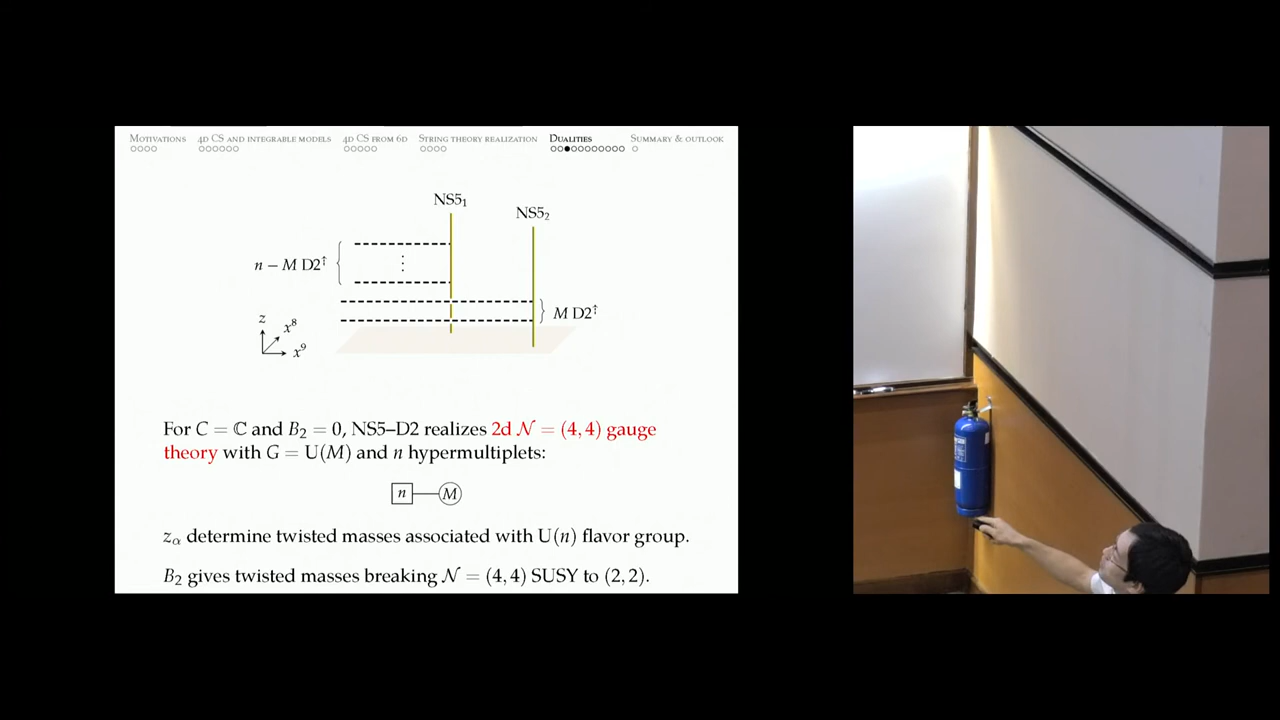 MOTIVATIONS 4D CS AND INTEGRABLE MODELS 4D CS FROM 6D STRING THEORY REALIZATION DUALITIES SUMMARY & OUTLOOK
NS5₁
NS5₂
n − M D2↑
⋮
M D2↑
z
x⁸
x⁹
For C = ℂ and B₂ = 0, NS5–D2 realizes 2d 𝒩 = (4, 4) gauge
theory with G = U(M) and n hypermultiplets:
n M
z_α determine twisted masses associated with U(n) flavor group.
B₂ gives twisted masses breaking 𝒩 = (4, 4) SUSY to (2, 2).